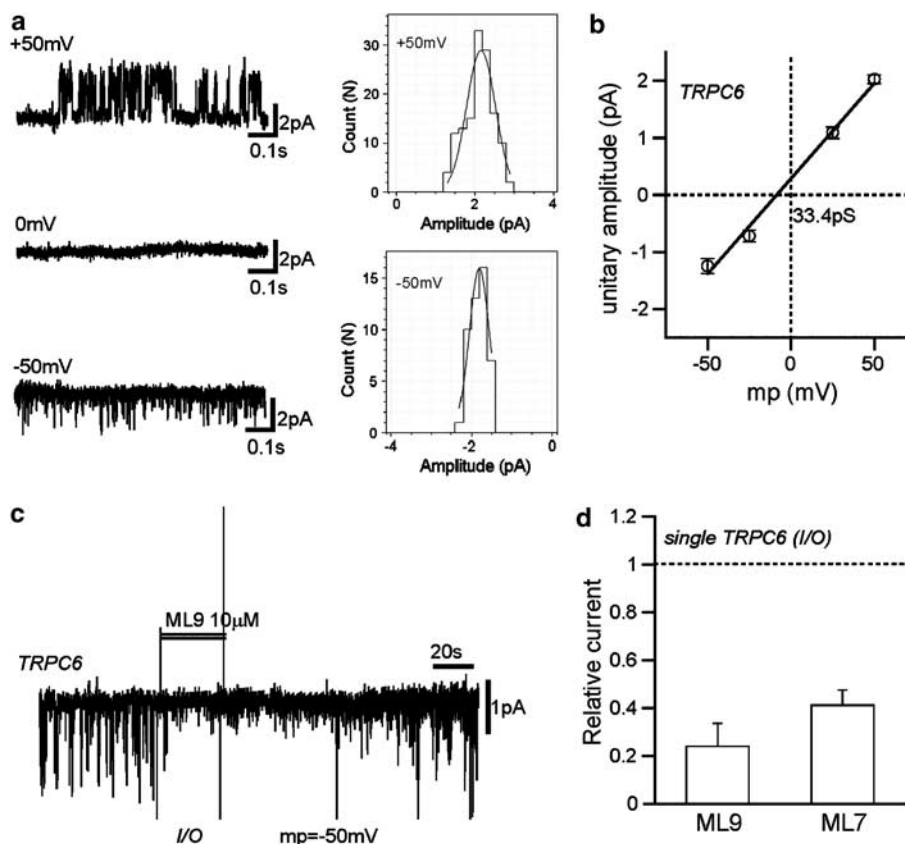 a
+50mV
2pA
0.1s
0mV
2pA
0.1s
-50mV
2pA
0.1s
+50mV
Count (N)
30
20
10
0
0 2 4
Amplitude (pA)
-50mV
Count (N)
15
10
5
0
-4 -2 0
Amplitude (pA)
b
TRPC6
unitary amplitude (pA)
2
1
0
-1
-2
33.4pS
-50 0 50
mp (mV)
c
ML9 10µM
TRPC6
20s
1pA
I/O mp=-50mV
d
single TRPC6 (I/O)
Relative current
1.2
1
0.8
0.6
0.4
0.2
0
ML9 ML7